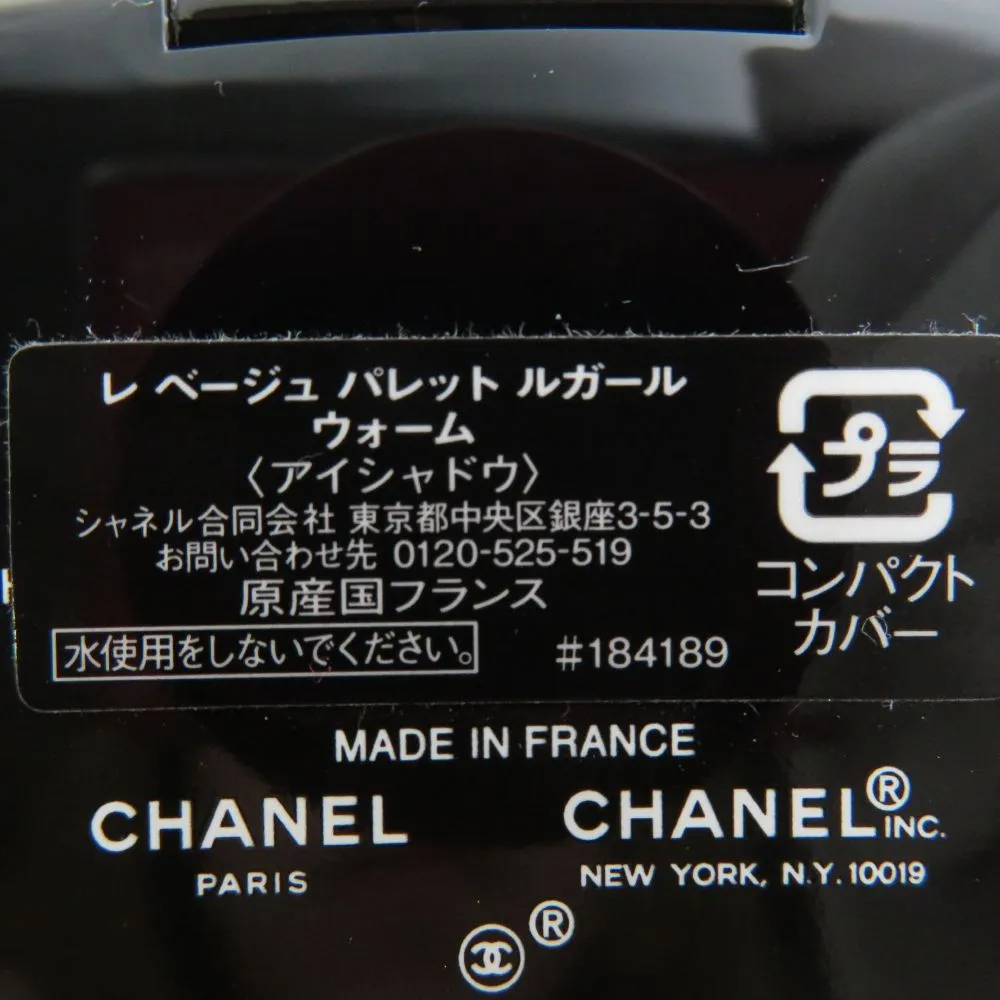 レ ベージュ パレット ルガール
ウォーム
〈アイシャドウ〉
シャネル合同会社 東京都中央区銀座3-5-3
お問い合わせ先 0120-525-519
原産国フランス
水使用をしないでください。
#184189
プラ
コンパクト
カバー
MADE IN FRANCE
CHANEL
PARIS
CHANEL®INC.
NEW YORK, N.Y. 10019
®